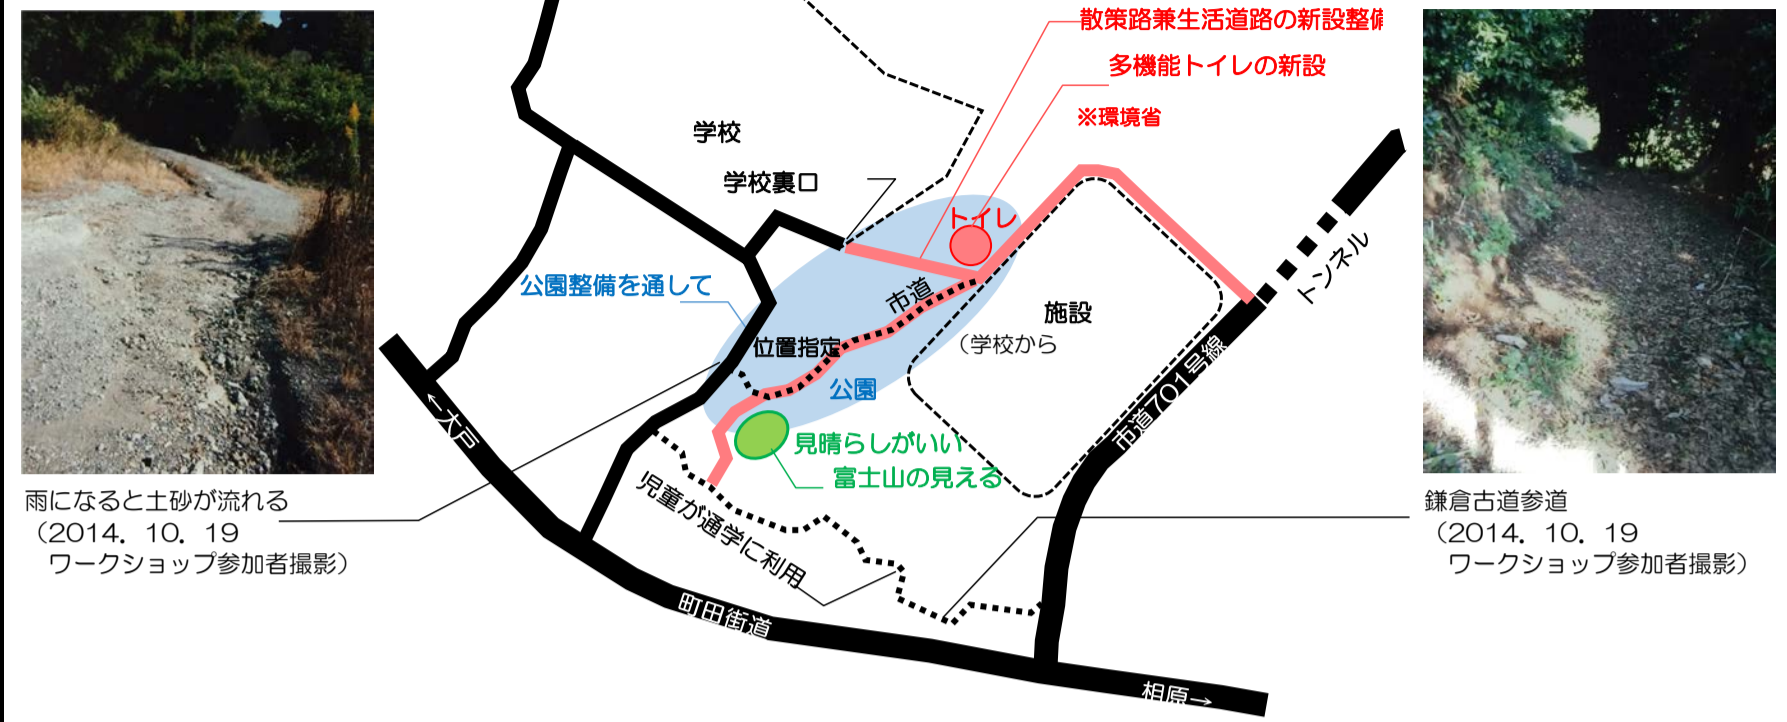 散策路兼生活道路の新設整備
多機能トイレの新設
※環境省
学校
学校裏口
トイレ
公園整備を通して
市道
位置指定
施設
（学校から
公園
見晴らしがいい
富士山の見える
トンネル
市道701号線
←大戸
児童が通学に利用
町田街道
相原→
雨になると土砂が流れる
（2014．10．19
ワークショップ参加者撮影）
鎌倉古道参道
（2014．10．19
ワークショップ参加者撮影）